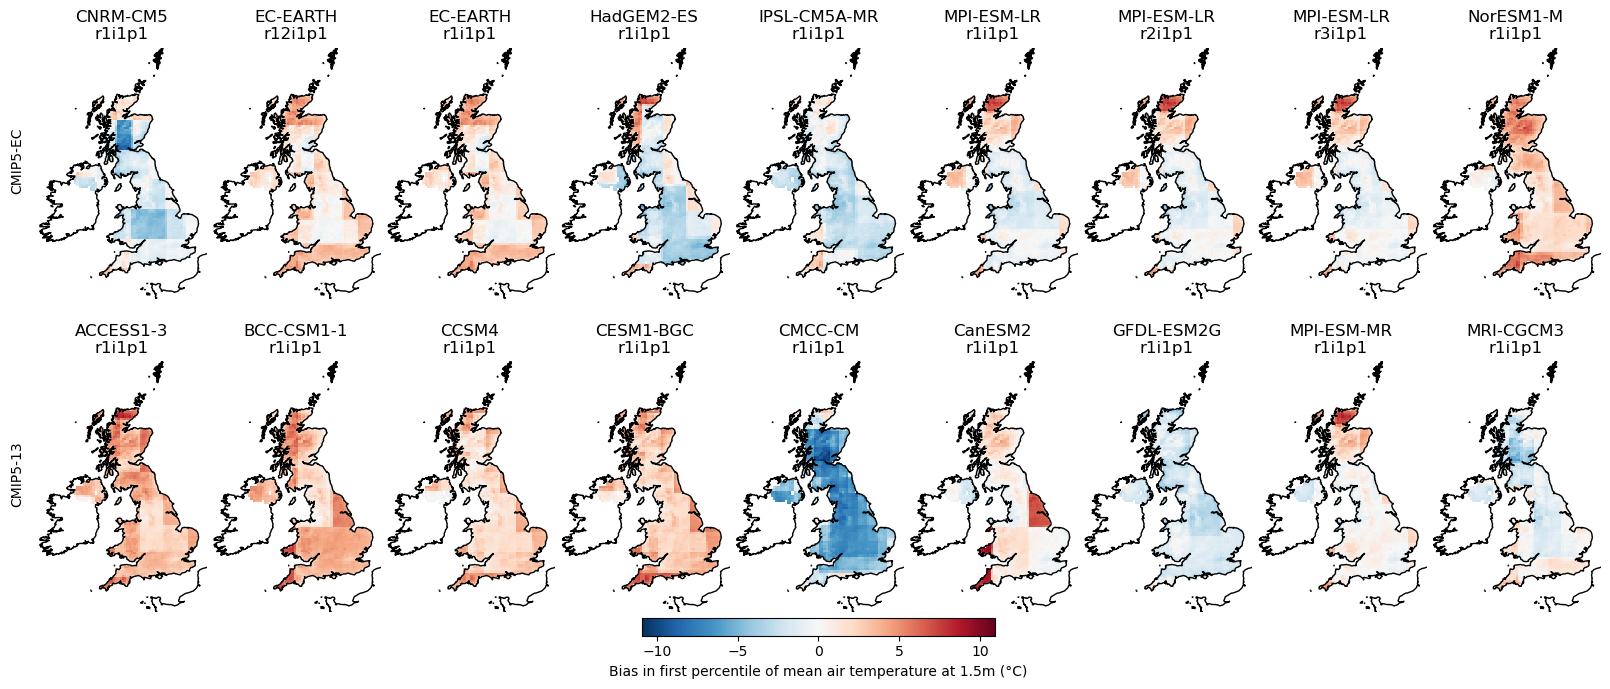 CNRM-CM5
r1i1p1
EC-EARTH
r12i1p1
EC-EARTH
r1i1p1
HadGEM2-ES
r1i1p1
IPSL-CM5A-MR
r1i1p1
MPI-ESM-LR
r1i1p1
MPI-ESM-LR
r2i1p1
MPI-ESM-LR
r3i1p1
NorESM1-M
r1i1p1
CMIP5-EC
ACCESS1-3
r1i1p1
BCC-CSM1-1
r1i1p1
CCSM4
r1i1p1
CESM1-BGC
r1i1p1
CMCC-CM
r1i1p1
CanESM2
r1i1p1
GFDL-ESM2G
r1i1p1
MPI-ESM-MR
r1i1p1
MRI-CGCM3
r1i1p1
CMIP5-13
−10 −5 0 5 10
Bias in first percentile of mean air temperature at 1.5m (°C)